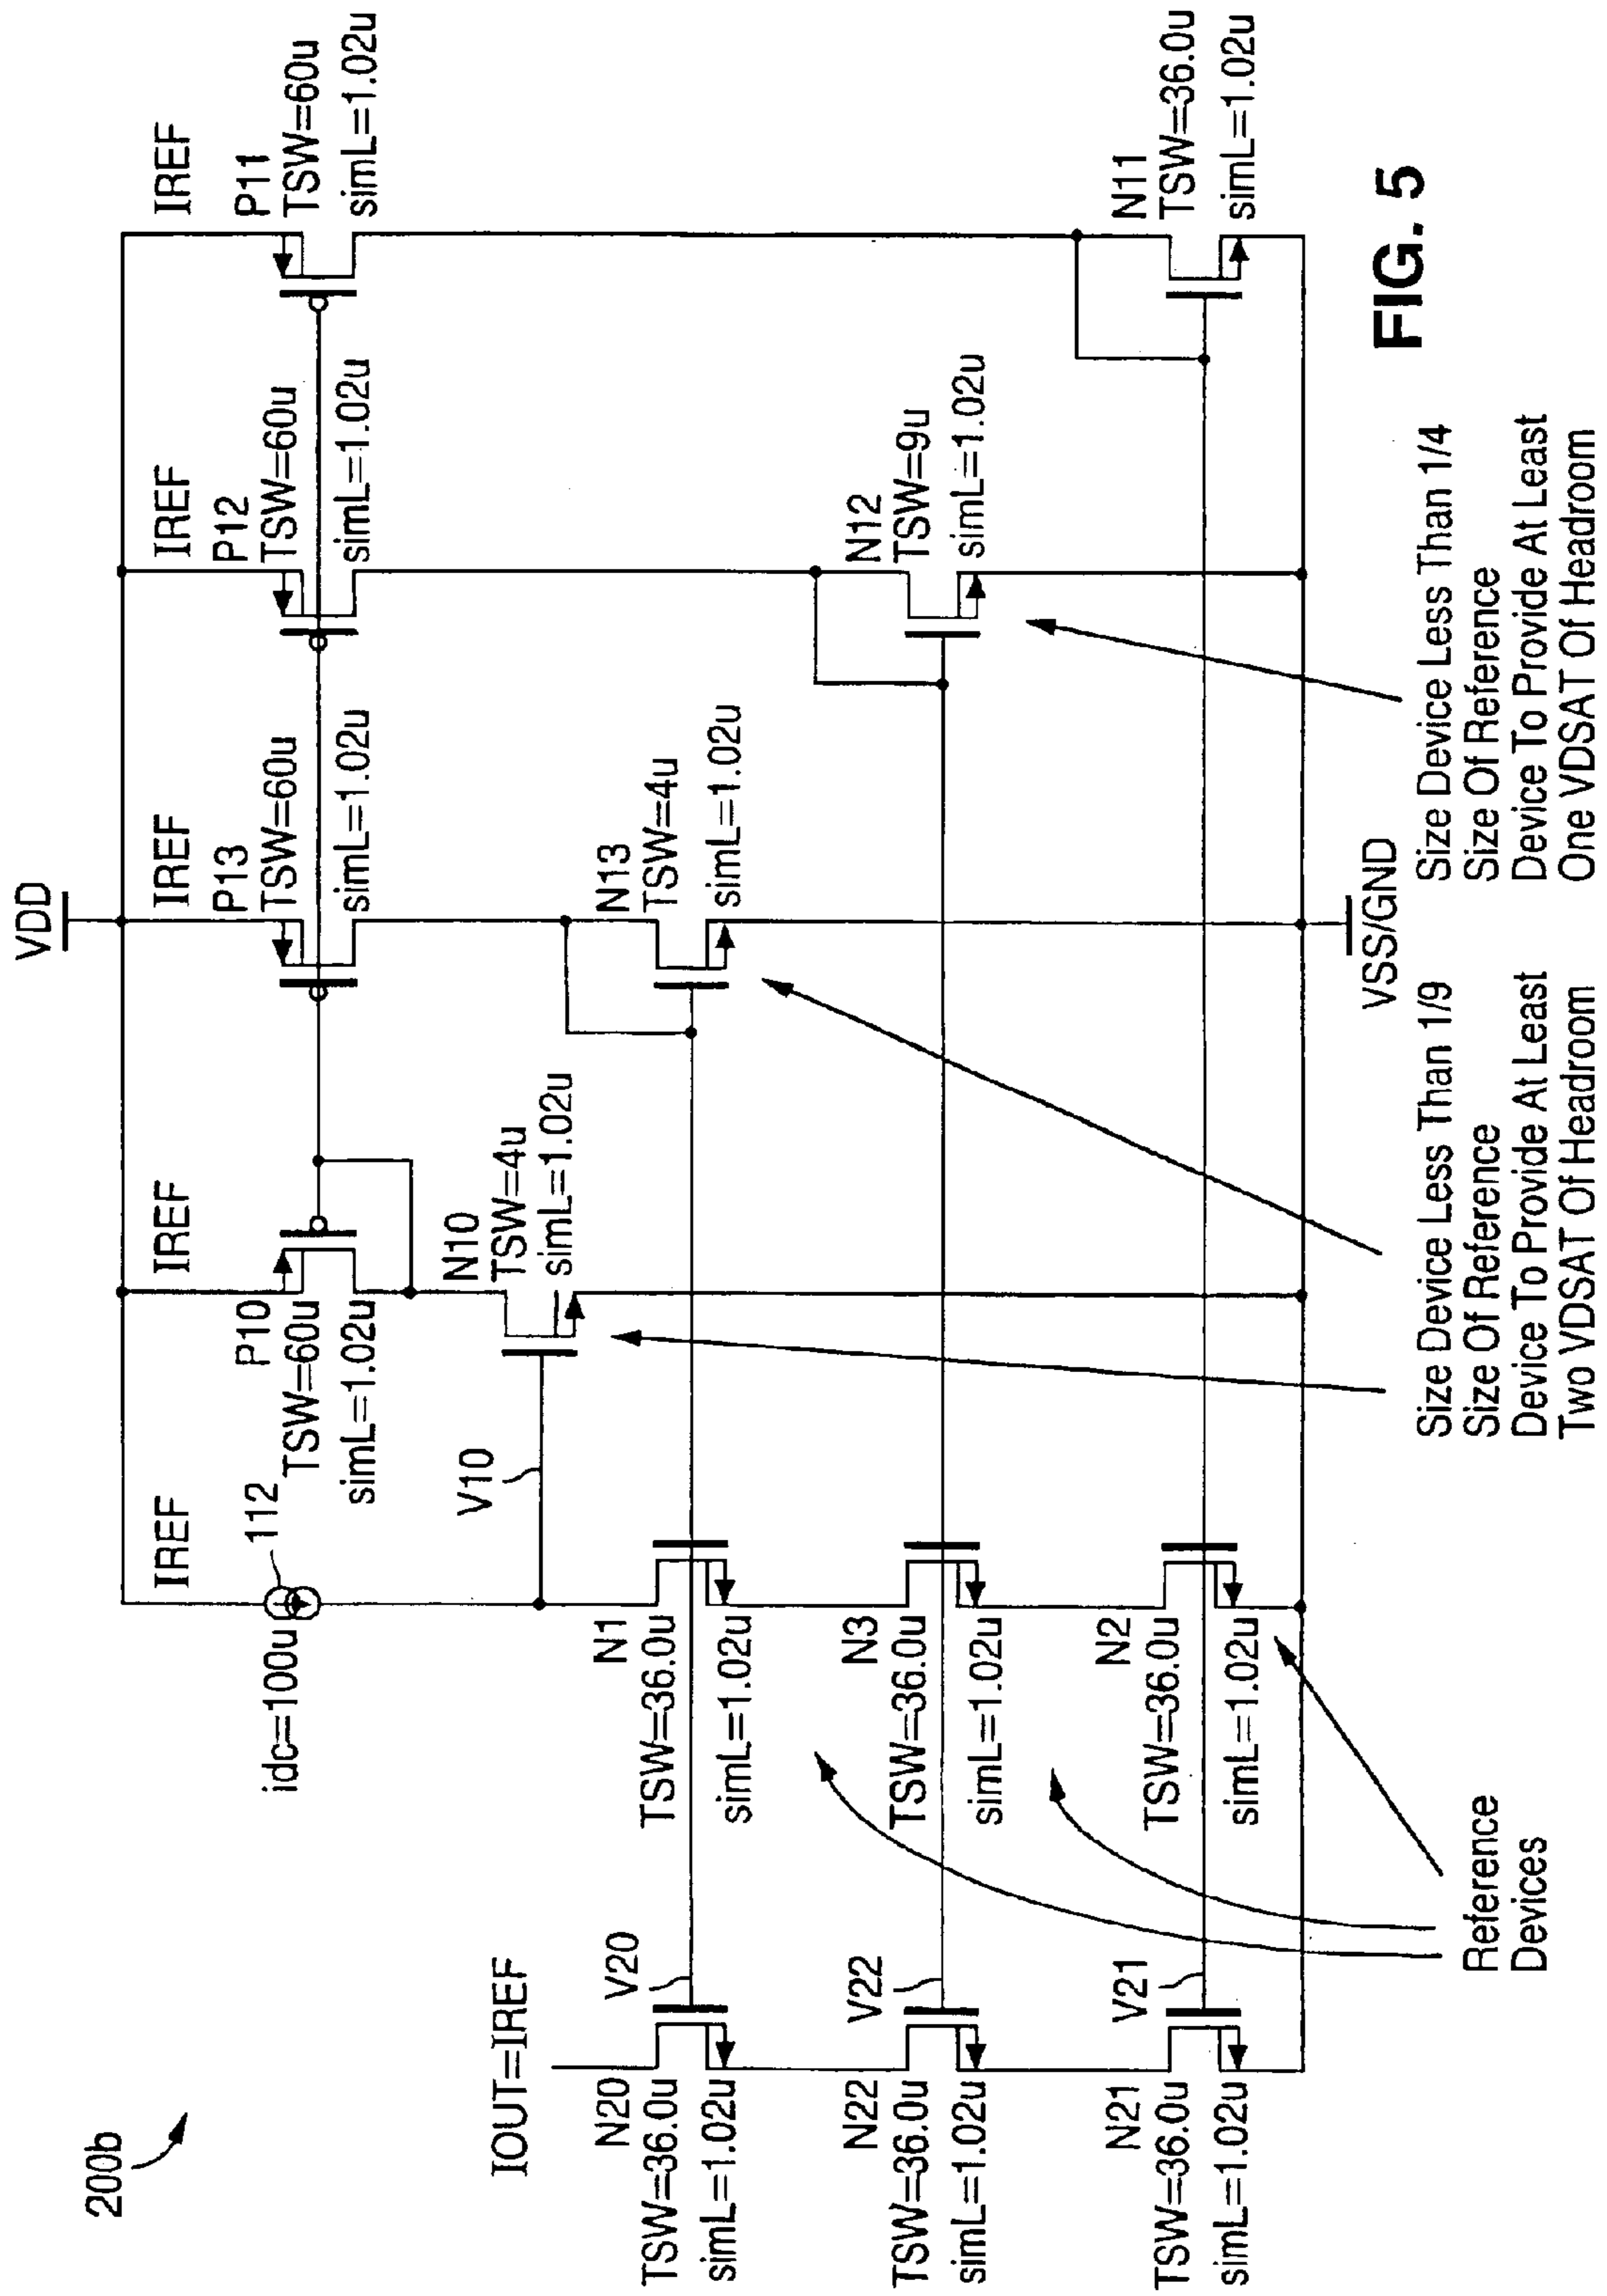 200b
VDD
IREF
idc=100u
112
IREF
P10
TSW=60u
simL=1.02u
IREF
P13
TSW=60u
simL=1.02u
IREF
P12
TSW=60u
simL=1.02u
IREF
P11
TSW=60u
simL=1.02u
V10
N10
TSW=4u
simL=1.02u
IOUT=IREF
N20
TSW=36.0u
simL=1.02u
V20
N1
TSW=36.0u
simL=1.02u
N13
TSW=4u
simL=1.02u
N22
TSW=36.0u
simL=1.02u
V22
N3
TSW=36.0u
simL=1.02u
N12
TSW=9u
simL=1.02u
N21
TSW=36.0u
simL=1.02u
V21
N2
TSW=36.0u
simL=1.02u
N11
TSW=36.0u
simL=1.02u
VSS/GND
Reference
Devices
Size Device Less Than 1/9
Size Of Reference
Device To Provide At Least
Two VDSAT Of Headroom
Size Device Less Than 1/4
Size Of Reference
Device To Provide At Least
One VDSAT Of Headroom
FIG. 5